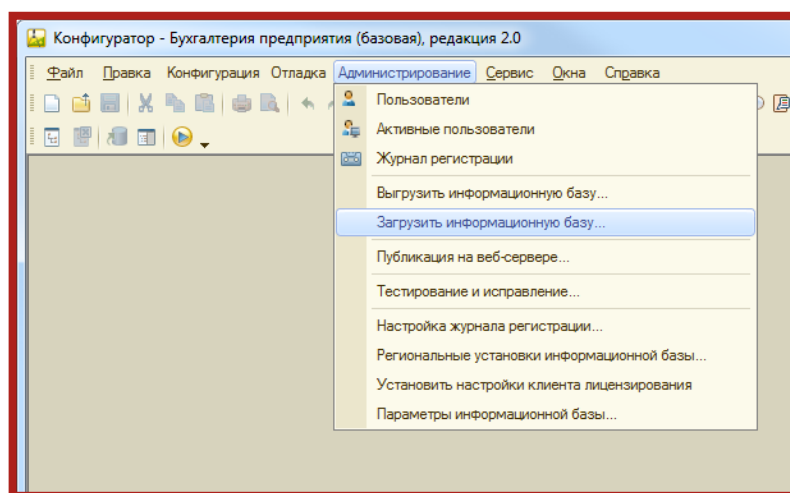 Конфигуратор - Бухгалтерия предприятия (базовая), редакция 2.0
Файл Правка Конфигурация Отладка Администрирование Сервис Окна Справка
Пользователи
Активные пользователи
Журнал регистрации
Выгрузить информационную базу...
Загрузить информационную базу...
Публикация на веб-сервере...
Тестирование и исправление...
Настройка журнала регистрации...
Региональные установки информационной базы...
Установить настройки клиента лицензирования
Параметры информационной базы...